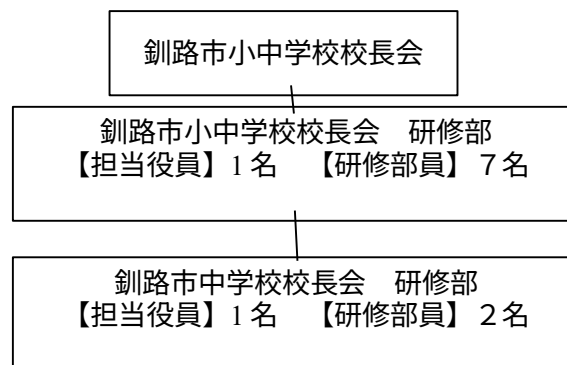 釧路市小中学校校長会
釧路市小中学校校長会　研修部
【担当役員】1名　【研修部員】７名
釧路市中学校校長会　研修部
【担当役員】1名　【研修部員】２名